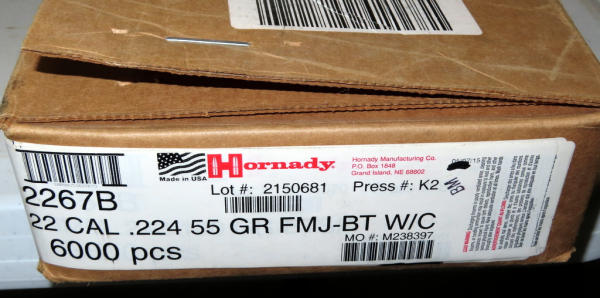 Hornady
Made in USA
Hornady Manufacturing Co.
P.O. Box 1848
Grand Island, NE 68802
2267B
Lot #: 2150681
Press #: K2
BM
22 CAL .224 55 GR FMJ-BT W/C
MO #: M238397
6000 pcs